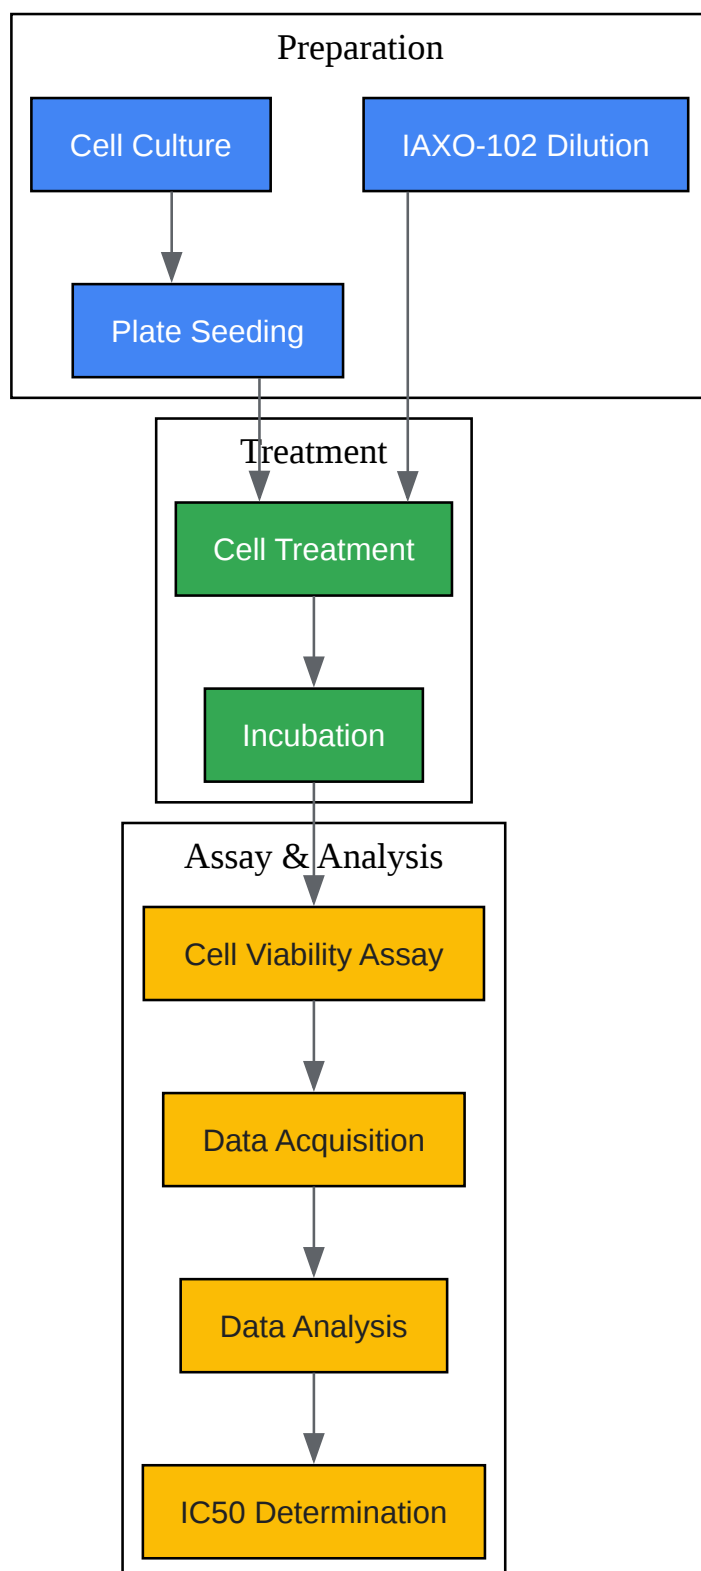 Preparation
Cell Culture
IAXO-102 Dilution
Plate Seeding
Treatment
Cell Treatment
Incubation
Assay & Analysis
Cell Viability Assay
Data Acquisition
Data Analysis
IC50 Determination